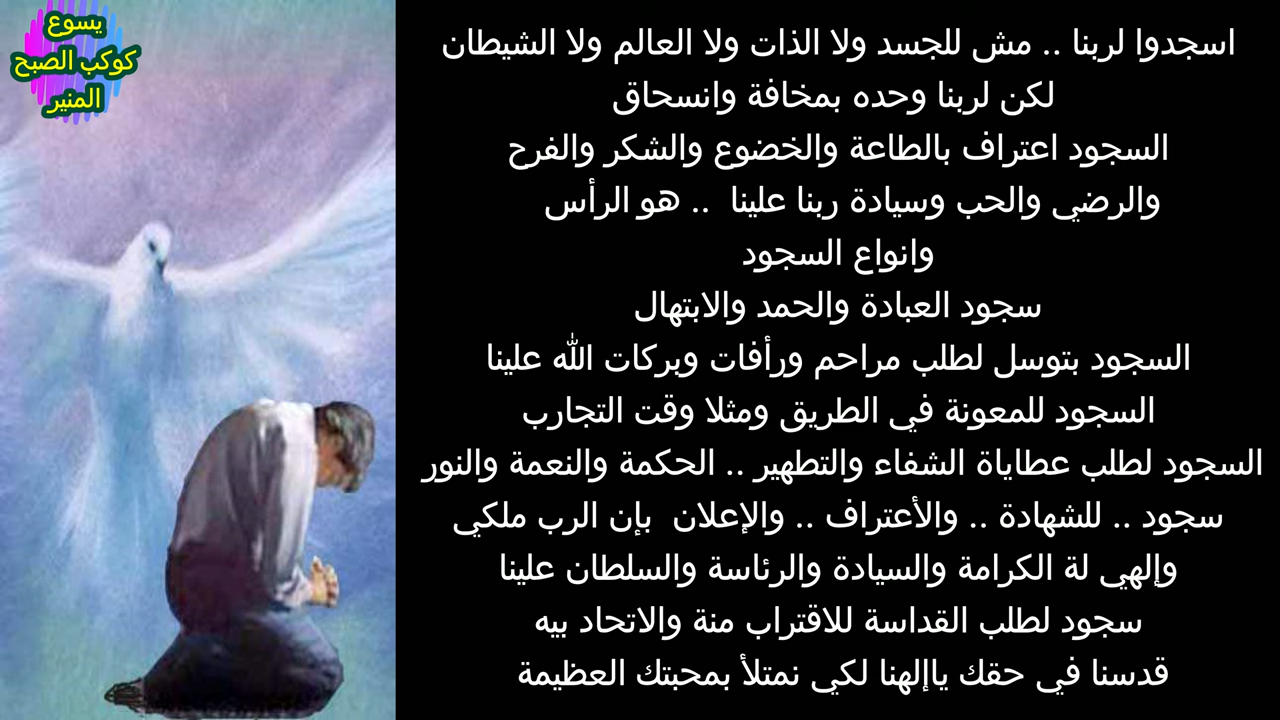 يسوع
كوكب الصبح
المنير
اسجدوا لربنا .. مش للجسد ولا الذات ولا العالم ولا الشيطان
لكن لربنا وحده بمخافة وانسحاق
السجود اعتراف بالطاعة والخضوع والشكر والفرح
والرضي والحب وسيادة ربنا علينا .. هو الرأس
وانواع السجود
سجود العبادة والحمد والابتهال
السجود بتوسل لطلب مراحم ورأفات وبركات الله علينا
السجود للمعونة في الطريق ومثلا وقت التجارب
السجود لطلب عطاياة الشفاء والتطهير .. الحكمة والنعمة والنور
سجود .. للشهادة .. والأعتراف .. والإعلان بإن الرب ملكي
وإلهي لة الكرامة والسيادة والرئاسة والسلطان علينا
سجود لطلب القداسة للاقتراب منة والاتحاد بيه
قدسنا في حقك ياإلهنا لكي نمتلأ بمحبتك العظيمة